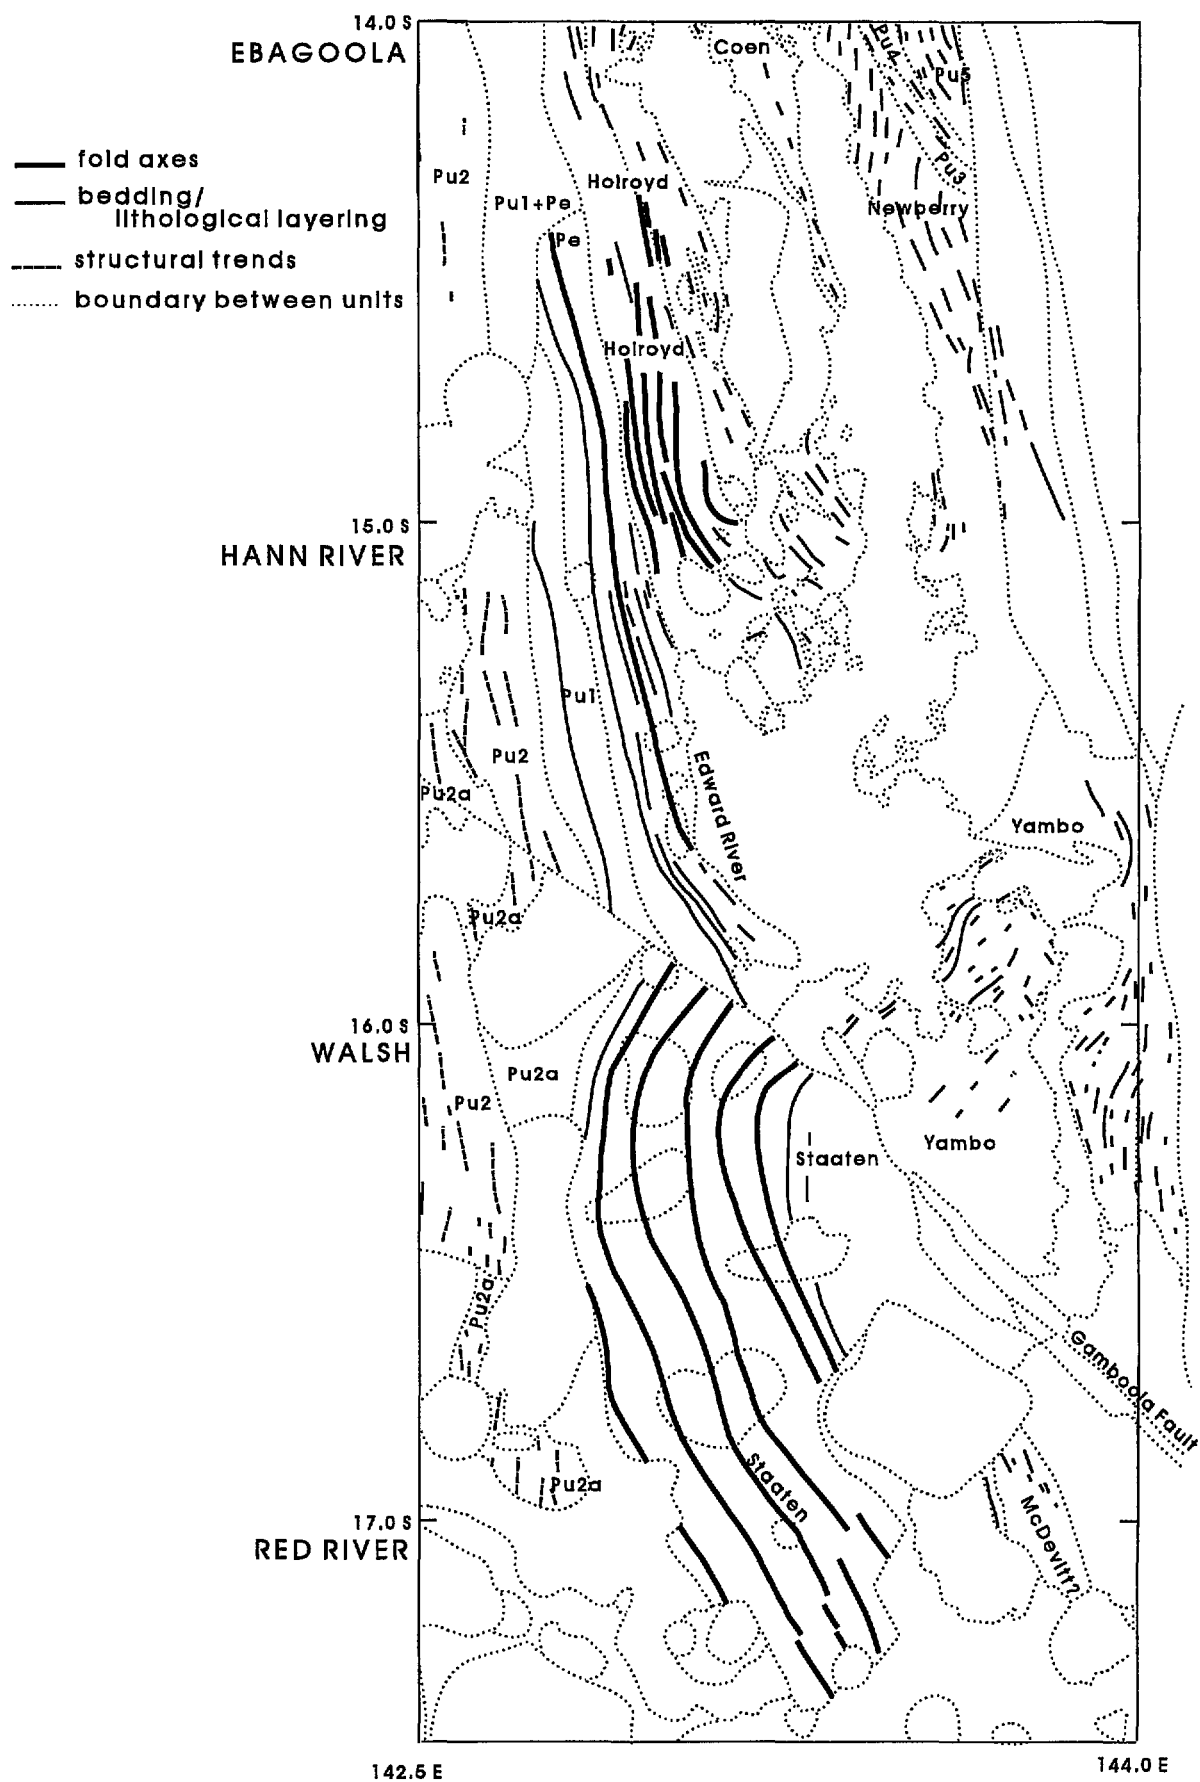 14.0 S
EBAGOOLA
fold axes
bedding/
lithological layering
structural trends
boundary between units
Coen
Pu4
Pu5
Pu3
Pu2
Holroyd
Pu1+Pe
Newberry
Pe
Holroyd
15.0 S
HANN RIVER
Pu1
Pu2
Pu2a
Edward River
Yambo
Pu2a
16.0 S
WALSH
Pu2a
Pu2
Yambo
Staaten
Pu2a
Gamboola Fault
Staaten
Pu2a
McDevitt?
17.0 S
RED RIVER
142.5 E
144.0 E